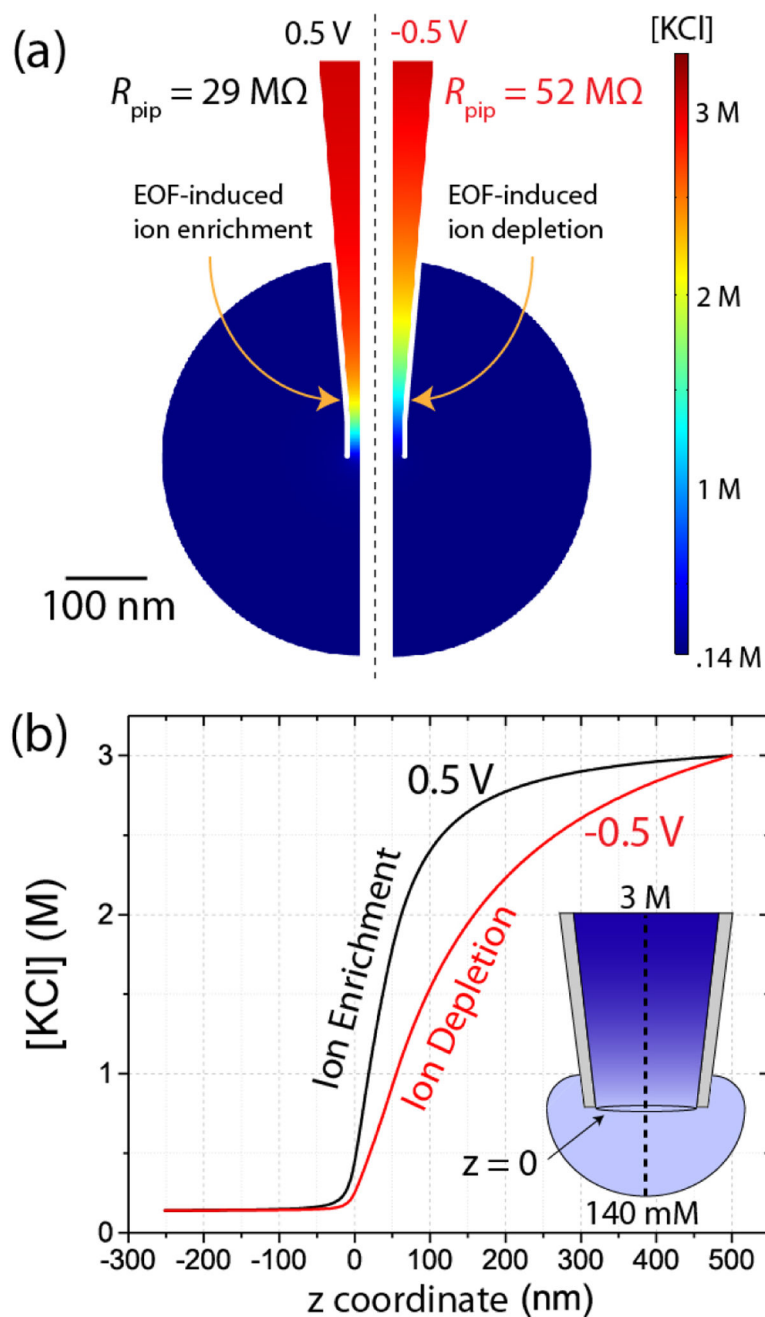 (a)
0.5 V
-0.5 V
[KCl]
R_pip = 29 MΩ
R_pip = 52 MΩ
3 M
EOF-induced
ion enrichment
EOF-induced
ion depletion
2 M
1 M
100 nm
.14 M
(b)
3
2
1
0
[KCl] (M)
0.5 V
-0.5 V
Ion Enrichment
Ion Depletion
3 M
z = 0
140 mM
-300 -200 -100 0 100 200 300 400 500
z coordinate (nm)